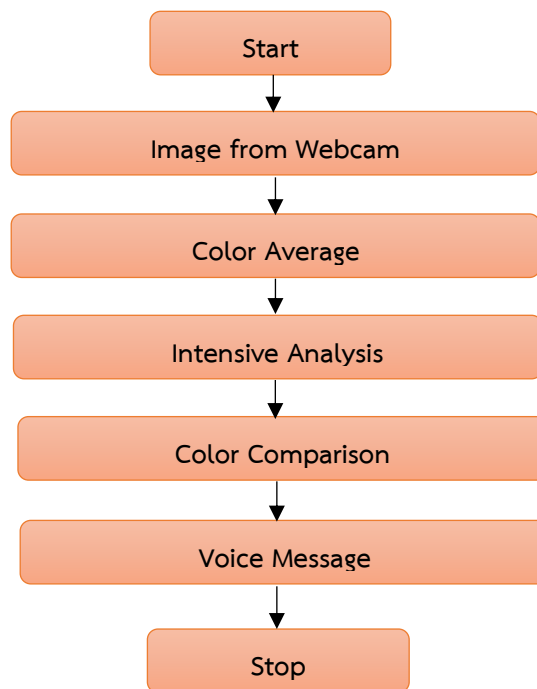 Start
Image from Webcam
Color Average
Intensive Analysis
Color Comparison
Voice Message
Stop